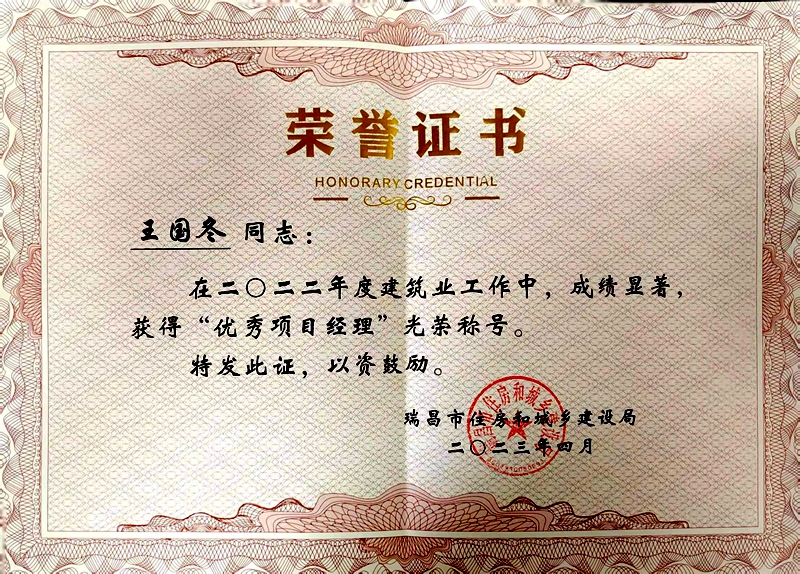 荣誉证书
HONORARY CREDENTIAL
王国冬 同志：
在二〇二二年度建筑业工作中，成绩显著，
获得“优秀项目经理”光荣称号。
特发此证，以资鼓励。
瑞昌市住房和城乡建设局
二〇二三年四月